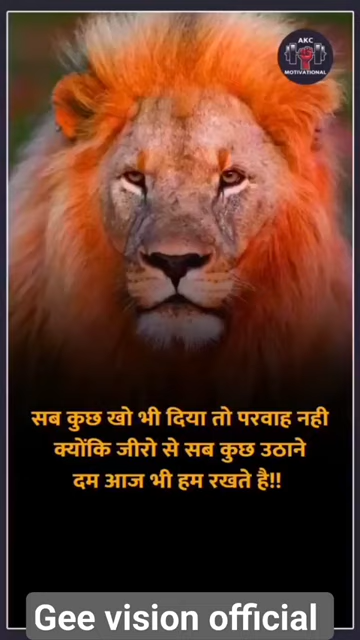 AKC
MOTIVATIONAL
सब कुछ खो भी दिया तो परवाह नही
क्योंकि जीरो से सब कुछ उठाने
दम आज भी हम रखते है!!
Gee vision official